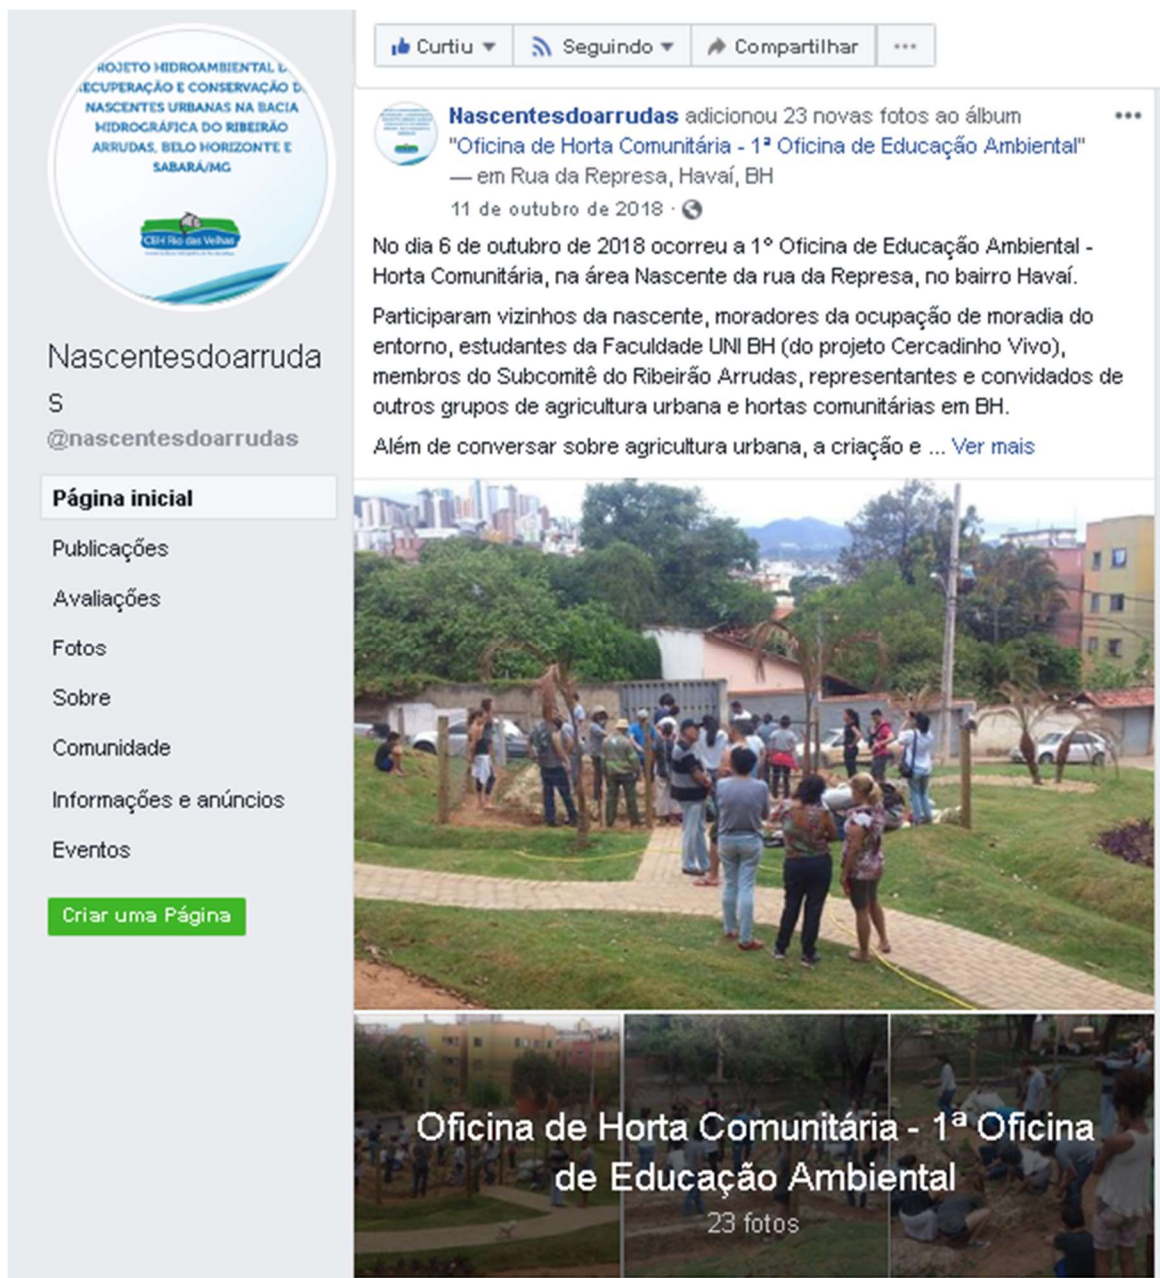 ROJETO HIDROAMBIENTAL D
ECUPERAÇÃO E CONSERVAÇÃO D
NASCENTES URBANAS NA BACIA
HIDROGRÁFICA DO RIBEIRÃO
ARRUDAS, BELO HORIZONTE E
SABARÁ/MG
CBH Rio das Velhas
Nascentesdoarruda
s
@nascentesdoarrudas
Página inicial
Publicações
Avaliações
Fotos
Sobre
Comunidade
Informações e anúncios
Eventos
Criar uma Página
Curtiu
Seguindo
Compartilhar
Nascentesdoarrudas adicionou 23 novas fotos ao álbum
"Oficina de Horta Comunitária - 1ª Oficina de Educação Ambiental"
— em Rua da Represa, Havaí, BH
11 de outubro de 2018 ·
No dia 6 de outubro de 2018 ocorreu a 1º Oficina de Educação Ambiental -
Horta Comunitária, na área Nascente da rua da Represa, no bairro Havaí.
Participaram vizinhos da nascente, moradores da ocupação de moradia do
entorno, estudantes da Faculdade UNI BH (do projeto Cercadinho Vivo),
membros do Subcomitê do Ribeirão Arrudas, representantes e convidados de
outros grupos de agricultura urbana e hortas comunitárias em BH.
Além de conversar sobre agricultura urbana, a criação e ... Ver mais
Oficina de Horta Comunitária - 1ª Oficina
de Educação Ambiental
23 fotos